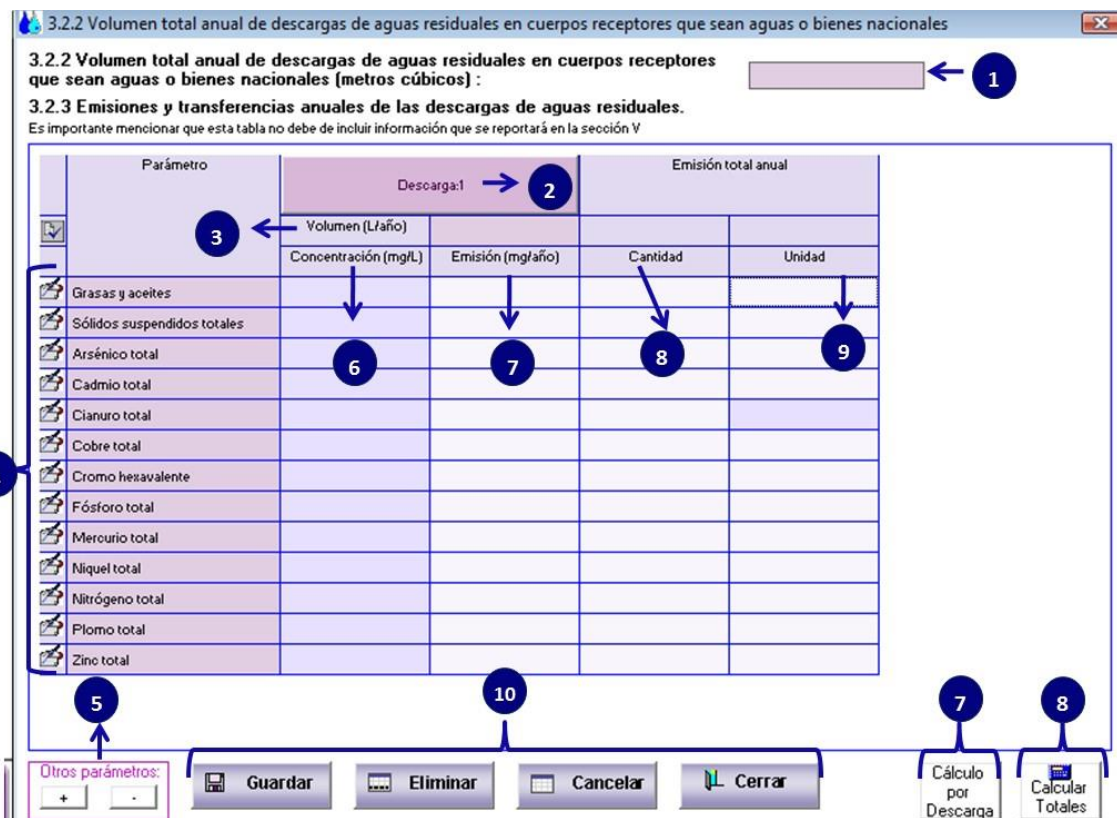 3.2.2 Volumen total anual de descargas de aguas residuales en cuerpos receptores que sean aguas o bienes nacionales
3.2.2 Volumen total anual de descargas de aguas residuales en cuerpos receptores
que sean aguas o bienes nacionales (metros cúbicos) :
1
3.2.3 Emisiones y transferencias anuales de las descargas de aguas residuales.
Es importante mencionar que esta tabla no debe de incluir información que se reportará en la sección V
Parámetro
Descarga:1
2
Emisión total anual
3
Volumen (L/año)
Concentración (mg/L)
Emisión (mg/año)
Cantidad
Unidad
Grasas y aceites
Sólidos suspendidos totales
Arsénico total
6
7
8
9
Cadmio total
Cianuro total
Cobre total
Cromo hexavalente
Fósforo total
Mercurio total
Niquel total
Nitrógeno total
Plomo total
Zinc total
5
10
7
8
Otros parámetros:
+
-
Guardar
Eliminar
Cancelar
Cerrar
Cálculo
por
Descarga
Calcular
Totales